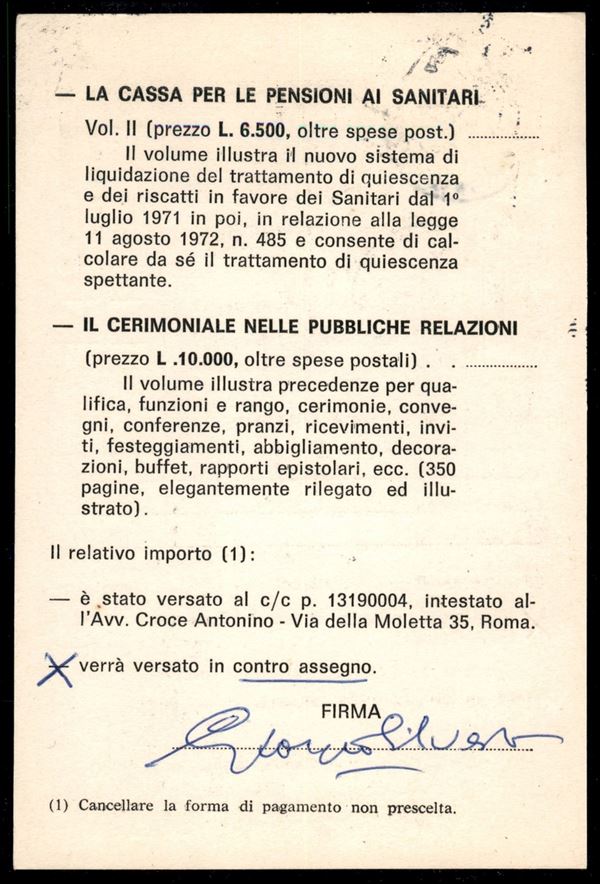 — LA CASSA PER LE PENSIONI AI SANITARI
Vol. II (prezzo L. 6.500, oltre spese post.) ..............
Il volume illustra il nuovo sistema di
liquidazione del trattamento di quiescenza
e dei riscatti in favore dei Sanitari dal 1º
luglio 1971 in poi, in relazione alla legge
11 agosto 1972, n. 485 e consente di cal-
colare da sé il trattamento di quiescenza
spettante.
— IL CERIMONIALE NELLE PUBBLICHE RELAZIONI
(prezzo L .10.000, oltre spese postali) . . ..............
Il volume illustra precedenze per qua-
lifica, funzioni e rango, cerimonie, conve-
gni, conferenze, pranzi, ricevimenti, invi-
ti, festeggiamenti, abbigliamento, decora-
zioni, buffet, rapporti epistolari, ecc. (350
pagine, elegantemente rilegato ed illu-
strato).
Il relativo importo (1):
— è stato versato al c/c p. 13190004, intestato al-
l'Avv. Croce Antonino - Via della Moletta 35, Roma.
— verrà versato in contro assegno.
FIRMA
(1) Cancellare la forma di pagamento non prescelta.